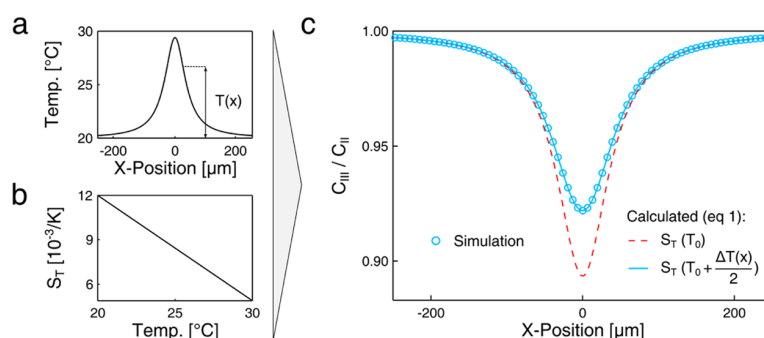 a
30
27
23
20
Temp. [°C]
T(x)
-200
0
200
X-Position [µm]
b
12
9
6
S_T [10⁻³/K]
20
25
30
Temp. [°C]
c
1.00
0.95
0.90
C_III / C_II
Simulation
Calculated (eq 1):
S_T (T_0)
S_T (T_0 + ΔT(x)/2)
-200
0
200
X-Position [µm]